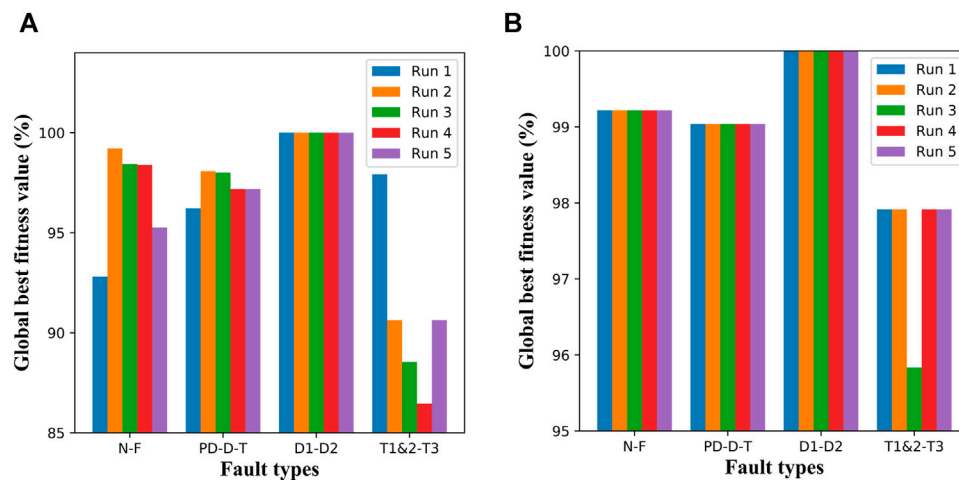 A
Global best fitness value (%)
100
95
90
85
Run 1
Run 2
Run 3
Run 4
Run 5
N-F PD-D-T D1-D2 T1&2-T3
Fault types
B
Global best fitness value (%)
100
99
98
97
96
95
Run 1
Run 2
Run 3
Run 4
Run 5
N-F PD-D-T D1-D2 T1&2-T3
Fault types